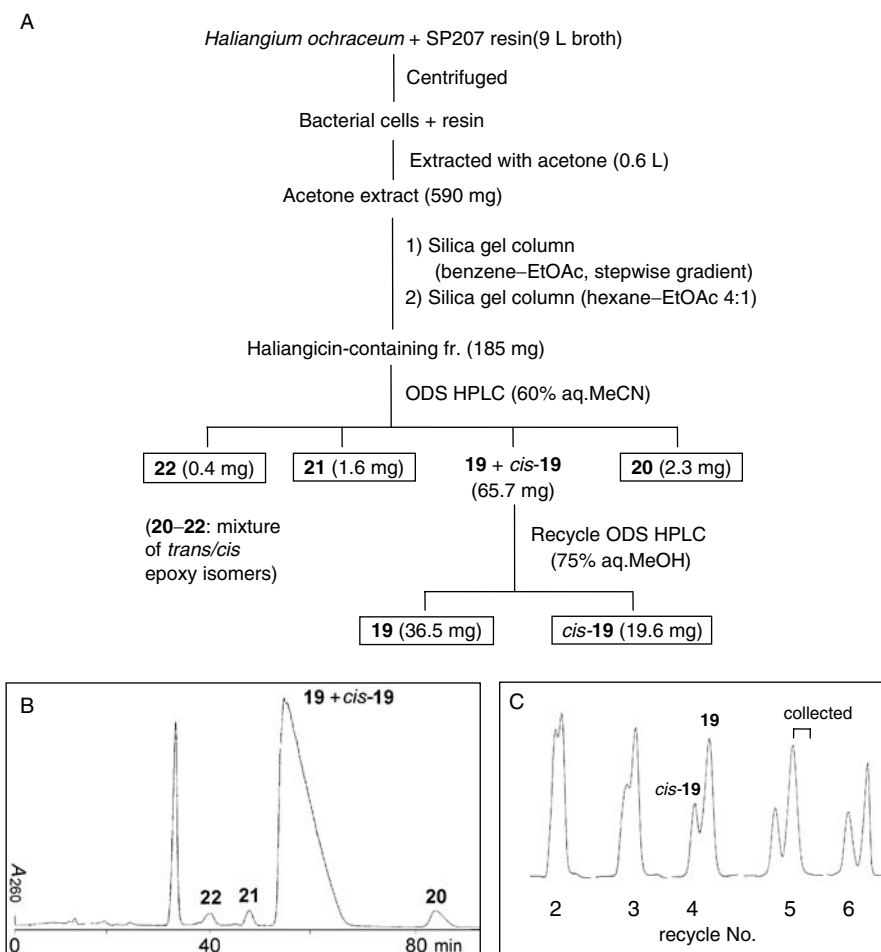 A
Haliangium ochraceum + SP207 resin(9 L broth)
Centrifuged
Bacterial cells + resin
Extracted with acetone (0.6 L)
Acetone extract (590 mg)
1) Silica gel column
(benzene–EtOAc, stepwise gradient)
2) Silica gel column (hexane–EtOAc 4:1)
Haliangicin-containing fr. (185 mg)
ODS HPLC (60% aq.MeCN)
22 (0.4 mg)
21 (1.6 mg)
19 + cis-19
(65.7 mg)
20 (2.3 mg)
(20–22: mixture
of trans/cis
epoxy isomers)
Recycle ODS HPLC
(75% aq.MeOH)
19 (36.5 mg)
cis-19 (19.6 mg)
B
19 + cis-19
22
21
20
A260
0
40
80 min
C
19
collected
cis-19
2
3
4
5
6
recycle No.